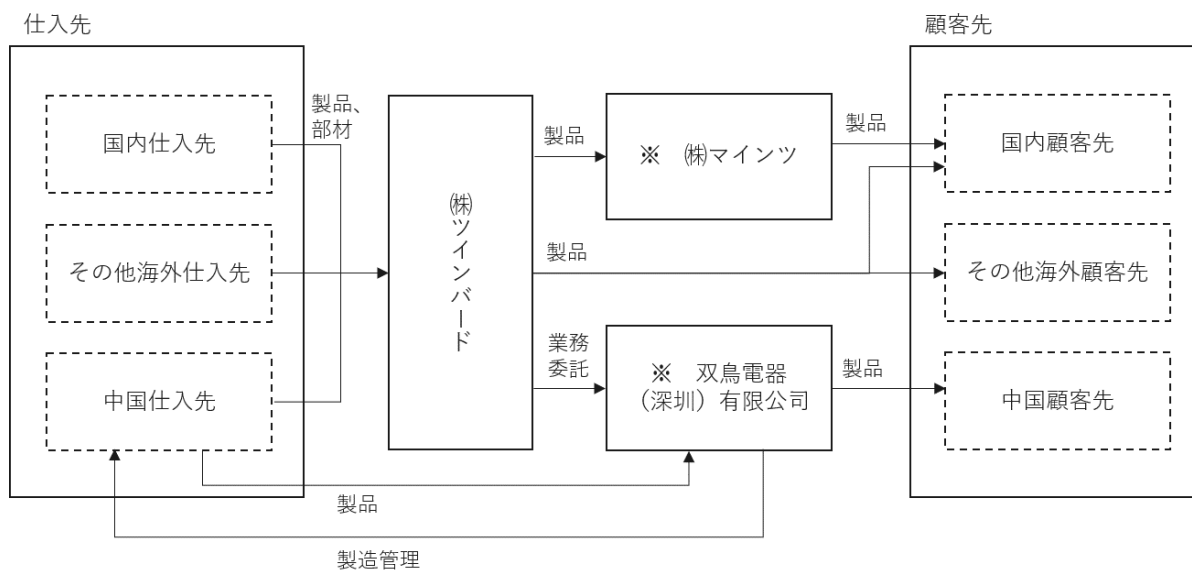 仕入先
顧客先
国内仕入先
製品、
部材
製品
※ ㈱マインツ
製品
国内顧客先
その他海外仕入先
㈱ツインバード
製品
その他海外顧客先
中国仕入先
業務
委託
※ 双鳥電器
（深圳）有限公司
製品
中国顧客先
製品
製造管理